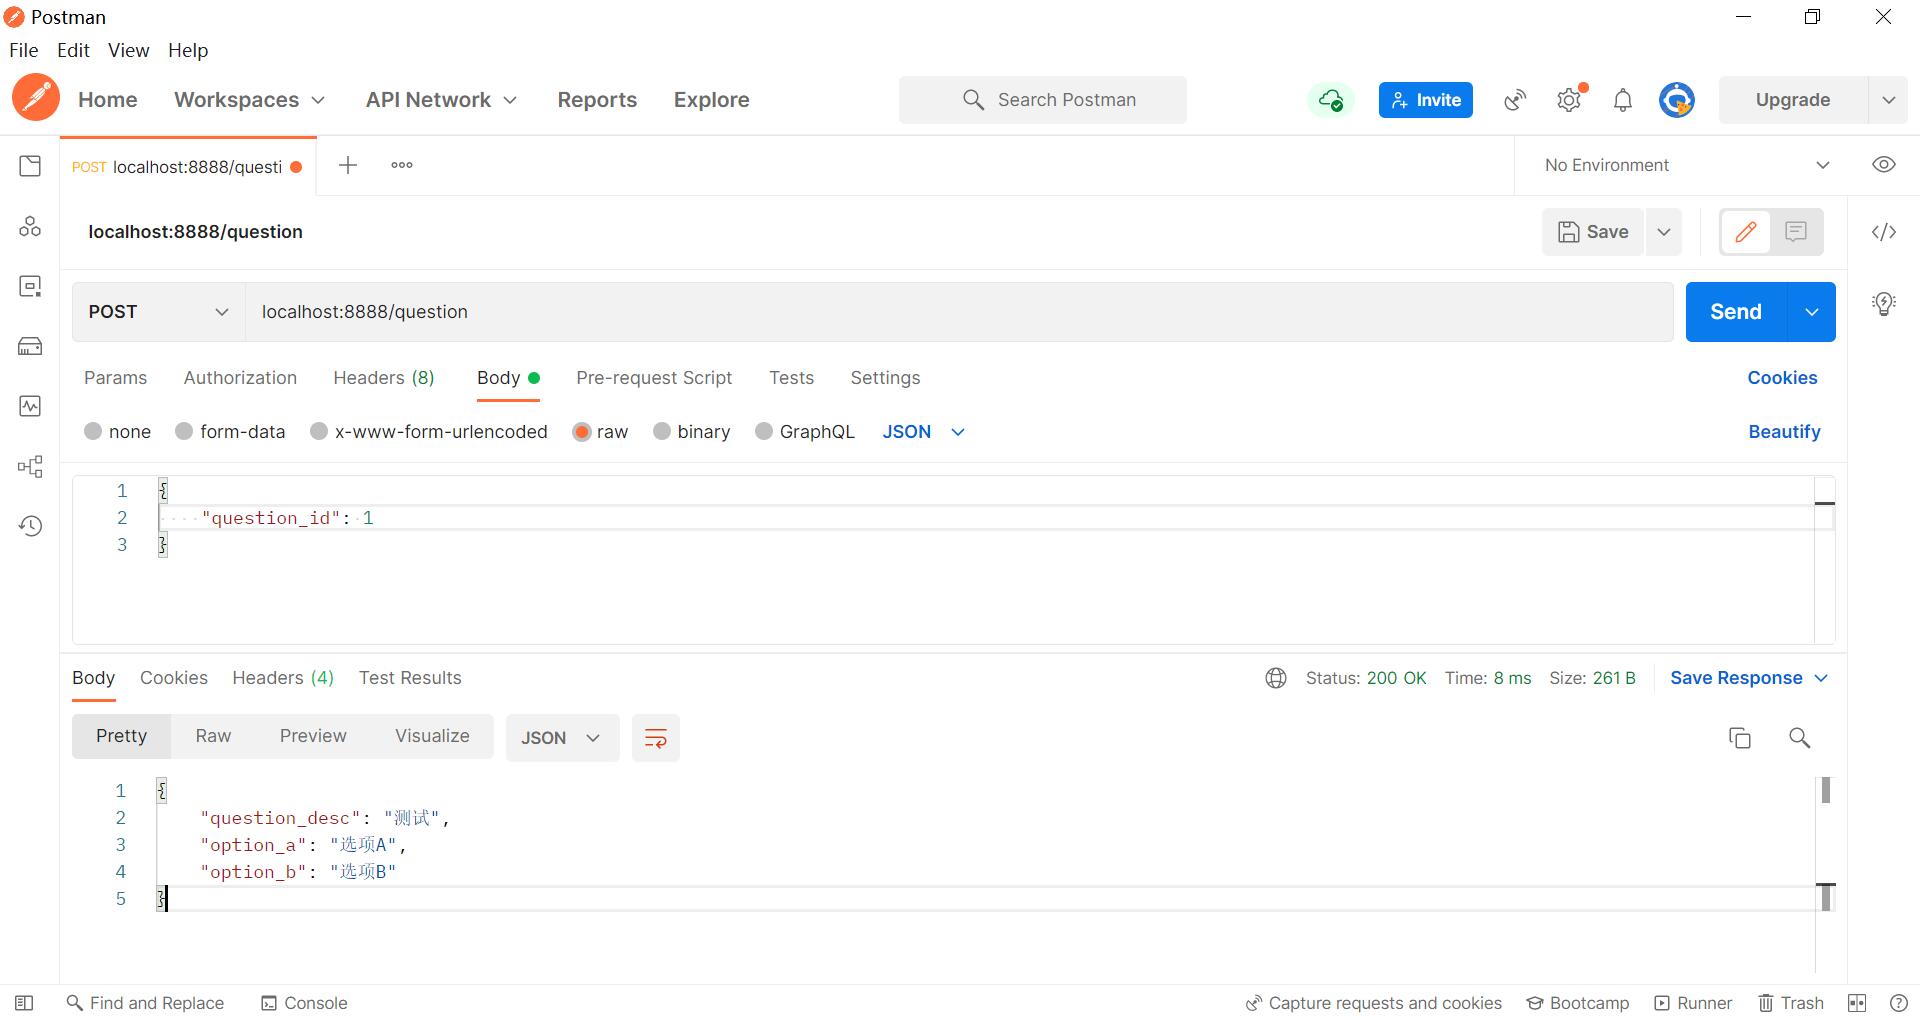 Postman
File Edit View Help
Home Workspaces API Network Reports Explore Search Postman Invite Upgrade
POST localhost:8888/questi No Environment
localhost:8888/question Save
POST localhost:8888/question Send
Params Authorization Headers (8) Body Pre-request Script Tests Settings Cookies
none form-data x-www-form-urlencoded raw binary GraphQL JSON Beautify
1 {
2 "question_id": 1
3 }
Body Cookies Headers (4) Test Results Status: 200 OK Time: 8 ms Size: 261 B Save Response
Pretty Raw Preview Visualize JSON
1 {
2 "question_desc": "测试",
3 "option_a": "选项A",
4 "option_b": "选项B"
5 }
Find and Replace Console Capture requests and cookies Bootcamp Runner Trash